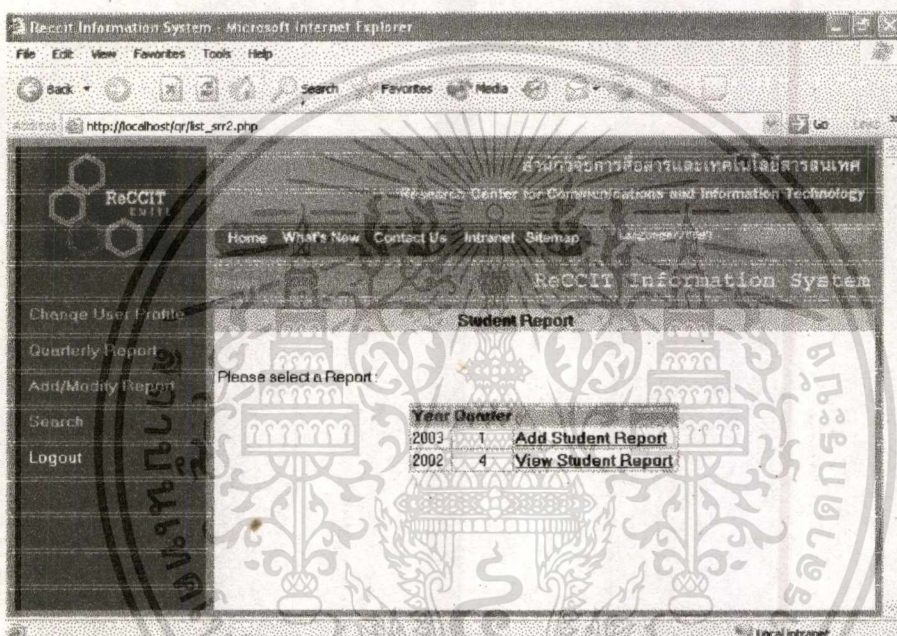 Reccit Information System - Microsoft Internet Explorer
File Edit View Favorites Tools Help
Back Search Favorites Media
Address http://localhost/qr/list_srr2.php Go Links
ReCCIT
KMITL
สำนักวิจัยการสื่อสารและเทคโนโลยีสารสนเทศ
Research Center for Communications and Information Technology
Home What's New Contact Us Intranet Sitemap
ReCCIT Information System
Change User Profile
Quarterly Report
Add/Modify Report
Search
Logout
Student Report
Please select a Report :
Year Quarter
2003 1 Add Student Report
2002 4 View Student Report
Local intranet